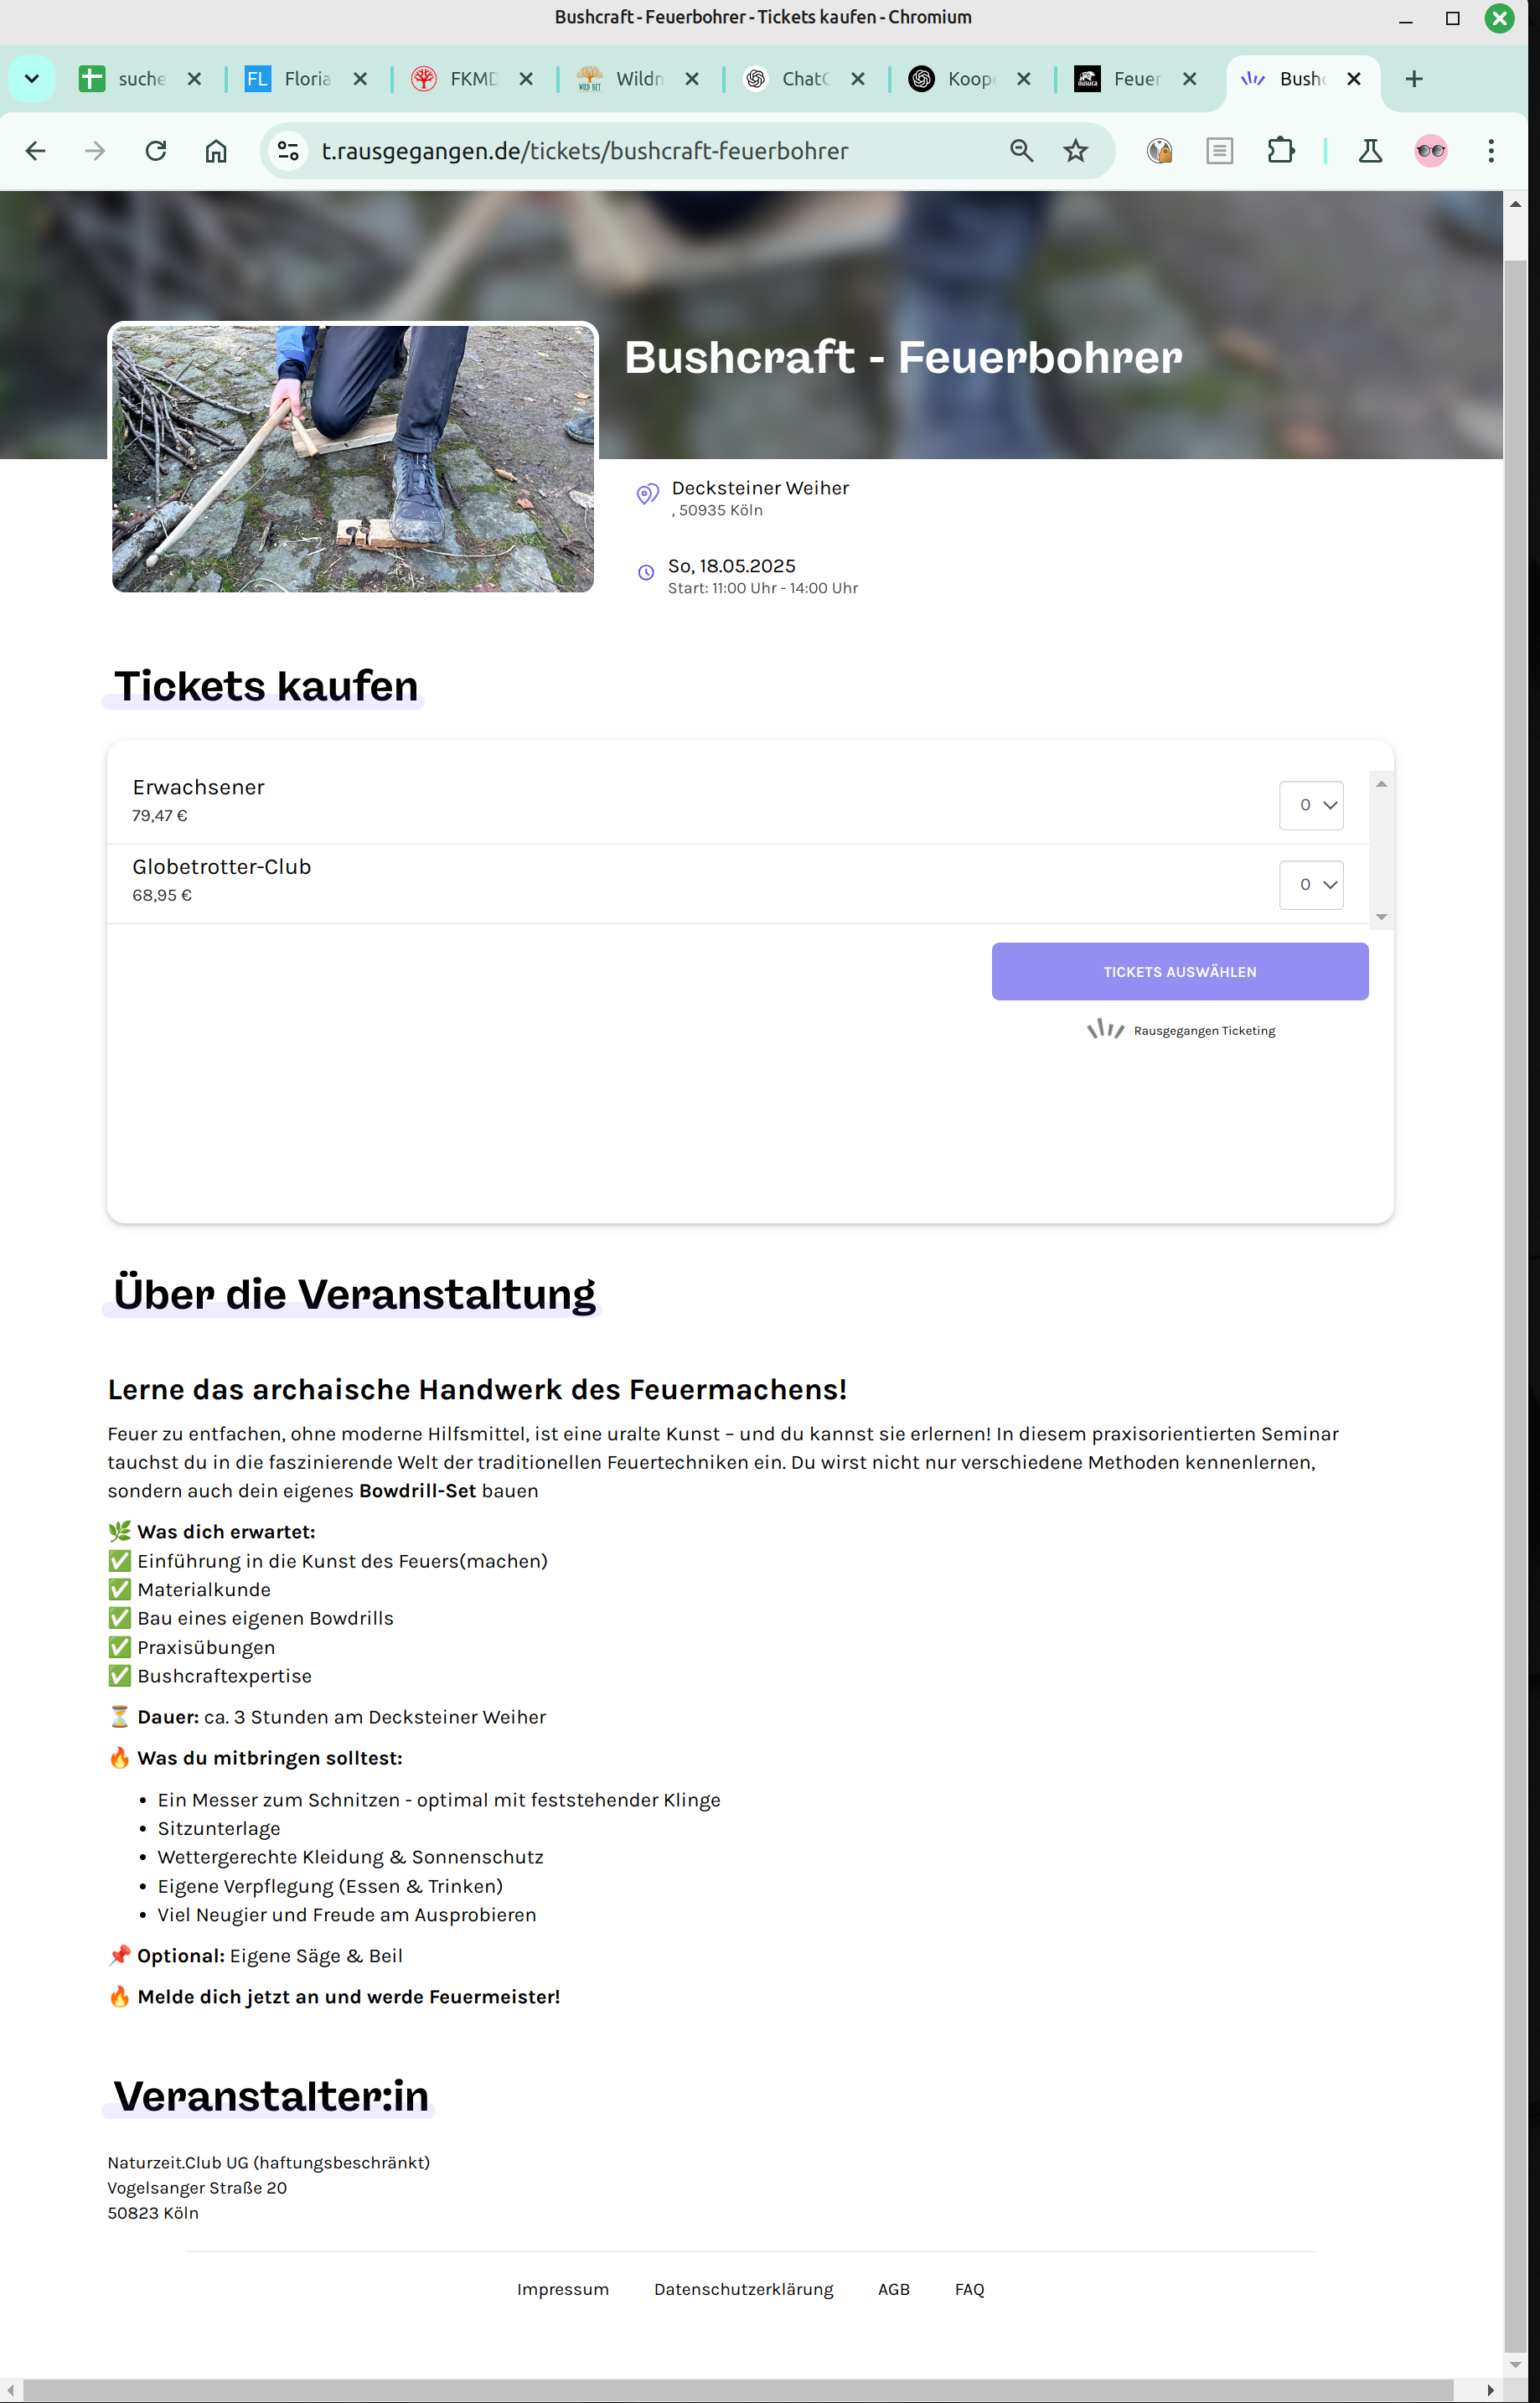 Bushcraft - Feuerbohrer - Tickets kaufen - Chromium
suche
Floria
FKMD
Wildn
ChatG
Koope
Feuer
Bushc
t.rausgegangen.de/tickets/bushcraft-feuerbohrer
Bushcraft - Feuerbohrer
Decksteiner Weiher
, 50935 Köln
So, 18.05.2025
Start: 11:00 Uhr - 14:00 Uhr
Tickets kaufen
Erwachsener
79,47 €
0
Globetrotter-Club
68,95 €
0
TICKETS AUSWÄHLEN
Rausgegangen Ticketing
Über die Veranstaltung
Lerne das archaische Handwerk des Feuermachens!
Feuer zu entfachen, ohne moderne Hilfsmittel, ist eine uralte Kunst – und du kannst sie erlernen! In diesem praxisorientierten Seminar
tauchst du in die faszinierende Welt der traditionellen Feuertechniken ein. Du wirst nicht nur verschiedene Methoden kennenlernen,
sondern auch dein eigenes Bowdrill-Set bauen
🌿 Was dich erwartet:
✅ Einführung in die Kunst des Feuers(machen)
✅ Materialkunde
✅ Bau eines eigenen Bowdrills
✅ Praxisübungen
✅ Bushcraftexpertise
⏳ Dauer: ca. 3 Stunden am Decksteiner Weiher
🔥 Was du mitbringen solltest:
• Ein Messer zum Schnitzen - optimal mit feststehender Klinge
• Sitzunterlage
• Wettergerechte Kleidung & Sonnenschutz
• Eigene Verpflegung (Essen & Trinken)
• Viel Neugier und Freude am Ausprobieren
📌 Optional: Eigene Säge & Beil
🔥 Melde dich jetzt an und werde Feuermeister!
Veranstalter:in
Naturzeit.Club UG (haftungsbeschränkt)
Vogelsanger Straße 20
50823 Köln
Impressum
Datenschutzerklärung
AGB
FAQ